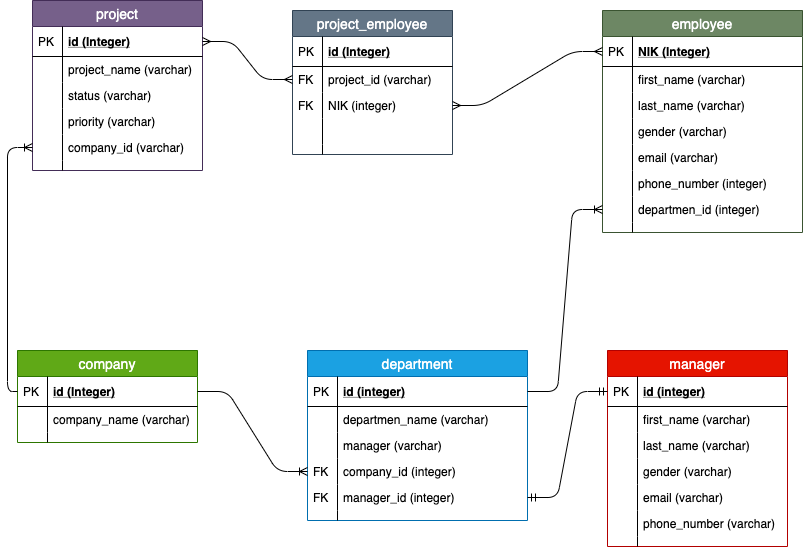 project
PK id (Integer)
project_name (varchar)
status (varchar)
priority (varchar)
company_id (varchar)
project_employee
PK id (Integer)
FK project_id (varchar)
FK NIK (integer)
employee
PK NIK (Integer)
first_name (varchar)
last_name (varchar)
gender (varchar)
email (varchar)
phone_number (integer)
departmen_id (integer)
company
PK id (Integer)
company_name (varchar)
department
PK id (integer)
departmen_name (varchar)
manager (varchar)
FK company_id (integer)
FK manager_id (integer)
manager
PK id (integer)
first_name (varchar)
last_name (varchar)
gender (varchar)
email (varchar)
phone_number (varchar)